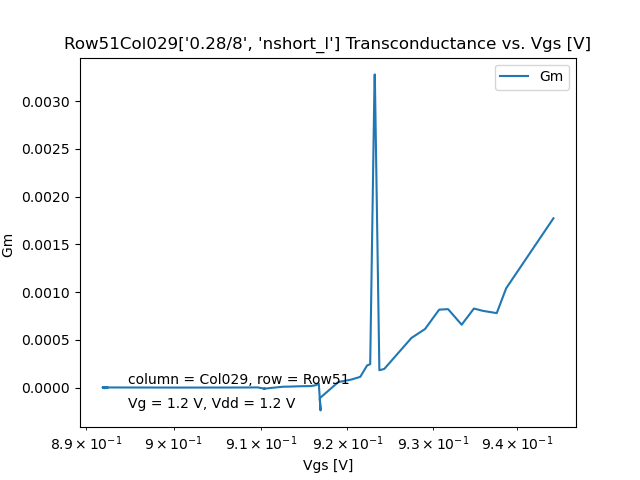 Row51Col029['0.28/8', 'nshort_l'] Transconductance vs. Vgs [V]
Gm
0.0030
0.0025
0.0020
0.0015
0.0010
0.0005
0.0000
Gm
column = Col029, row = Row51
Vg = 1.2 V, Vdd = 1.2 V
8.9 × 10⁻¹ 9 × 10⁻¹ 9.1 × 10⁻¹ 9.2 × 10⁻¹ 9.3 × 10⁻¹ 9.4 × 10⁻¹
Vgs [V]